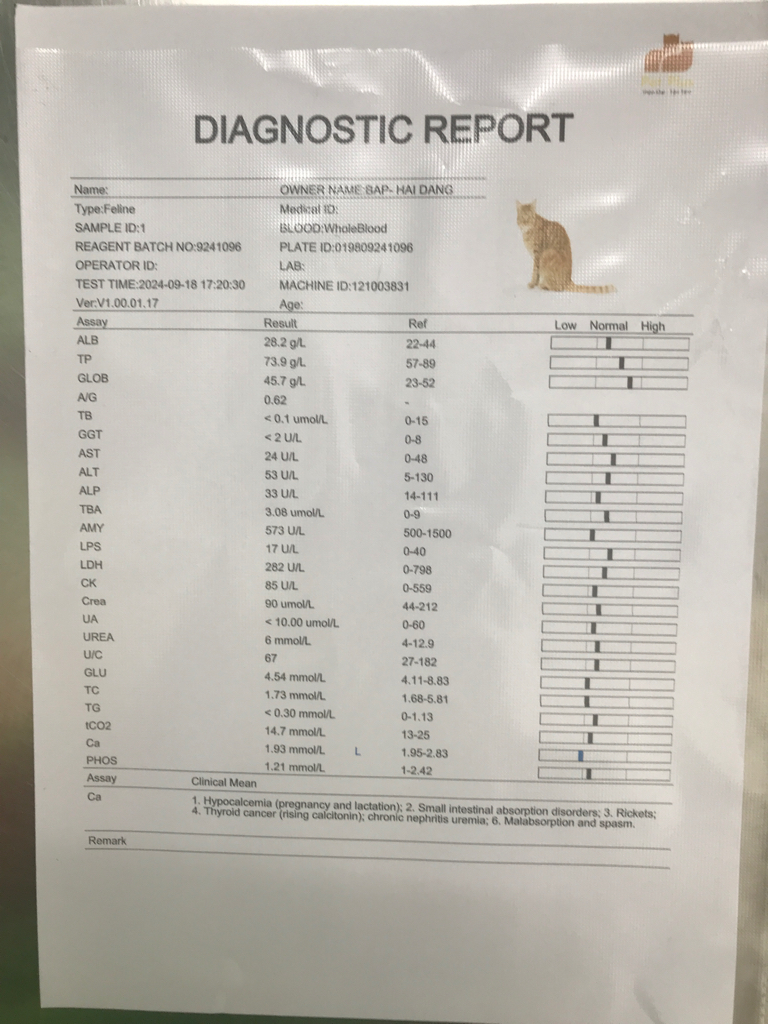 DIAGNOSTIC REPORT
Name: OWNER NAME:BAP- HAI DANG
Type:Feline Medical ID:
SAMPLE ID:1 BLOOD:WholeBlood
REAGENT BATCH NO:9241096 PLATE ID:019809241096
OPERATOR ID: LAB:
TEST TIME:2024-09-18 17:20:30 MACHINE ID:121003831
Ver:V1.00.01.17 Age:
Assay Result Ref Low Normal High
ALB 28.2 g/L 22-44
TP 73.9 g/L 57-89
GLOB 45.7 g/L 23-52
A/G 0.62 -
TB < 0.1 umol/L 0-15
GGT < 2 U/L 0-8
AST 24 U/L 0-48
ALT 53 U/L 5-130
ALP 33 U/L 14-111
TBA 3.08 umol/L 0-9
AMY 573 U/L 500-1500
LPS 17 U/L 0-40
LDH 282 U/L 0-798
CK 85 U/L 0-559
Crea 90 umol/L 44-212
UA < 10.00 umol/L 0-60
UREA 6 mmol/L 4-12.9
U/C 67 27-182
GLU 4.54 mmol/L 4.11-8.83
TC 1.73 mmol/L 1.68-5.81
TG < 0.30 mmol/L 0-1.13
tCO2 14.7 mmol/L 13-25
Ca 1.93 mmol/L L 1.95-2.83
PHOS 1.21 mmol/L 1-2.42
Assay Clinical Mean
Ca 1. Hypocalcemia (pregnancy and lactation); 2. Small intestinal absorption disorders; 3. Rickets;
4. Thyroid cancer (rising calcitonin); chronic nephritis uremia; 6. Malabsorption and spasm.
Remark